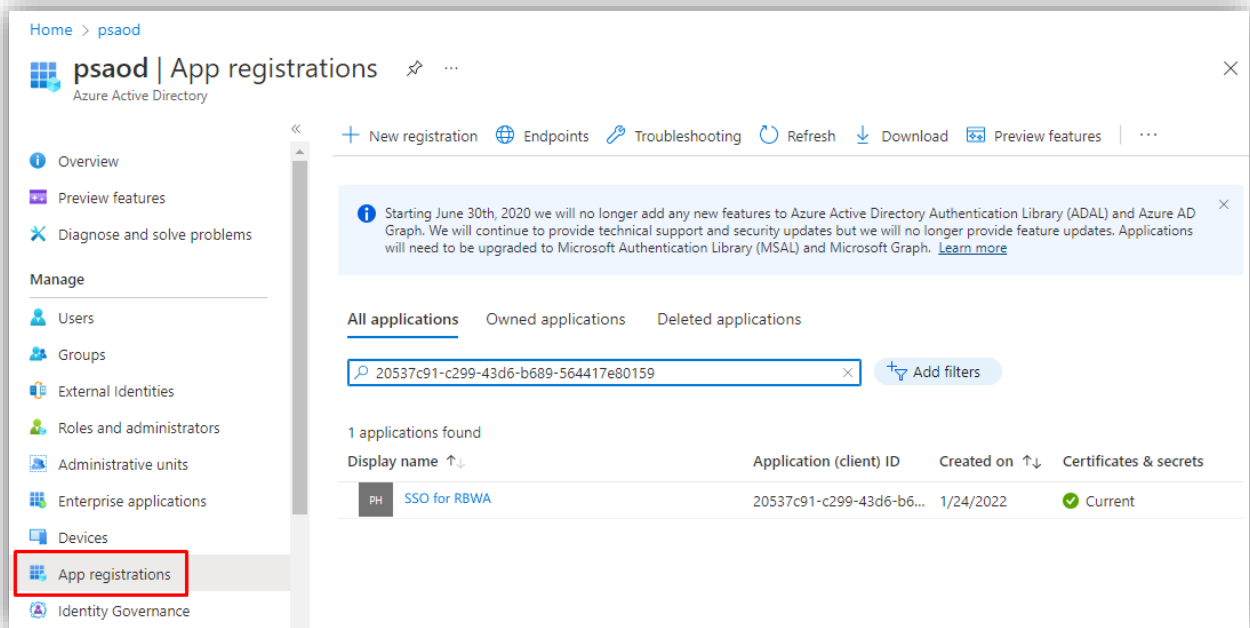 Home > psaod
psaod | App registrations
Azure Active Directory
Overview
Preview features
Diagnose and solve problems
Manage
Users
Groups
External Identities
Roles and administrators
Administrative units
Enterprise applications
Devices
App registrations
Identity Governance
New registration Endpoints Troubleshooting Refresh Download Preview features
Starting June 30th, 2020 we will no longer add any new features to Azure Active Directory Authentication Library (ADAL) and Azure AD
Graph. We will continue to provide technical support and security updates but we will no longer provide feature updates. Applications
will need to be upgraded to Microsoft Authentication Library (MSAL) and Microsoft Graph. Learn more
All applications Owned applications Deleted applications
20537c91-c299-43d6-b689-564417e80159
Add filters
1 applications found
Display name Application (client) ID Created on Certificates & secrets
PH SSO for RBWA 20537c91-c299-43d6-b6... 1/24/2022 Current